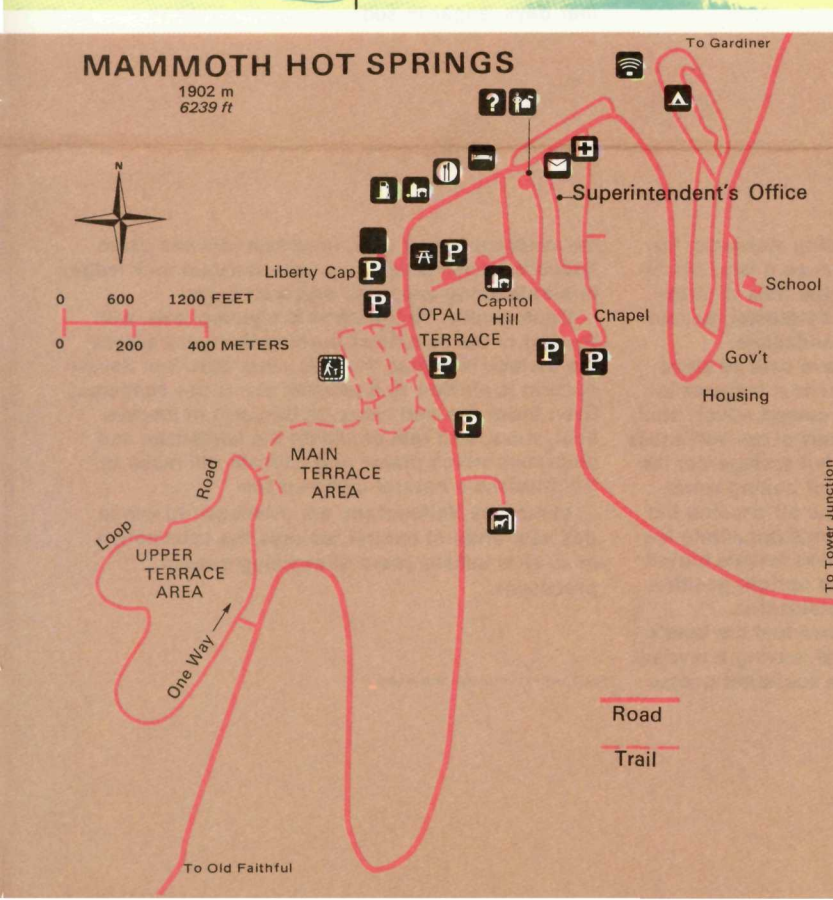 To Gardiner
MAMMOTH HOT SPRINGS
1902 m
6239 ft
?
N
Superintendent's Office
Liberty Cap
P
P
P
0 600 1200 FEET
0 200 400 METERS
OPAL
TERRACE
Capitol
Hill
Chapel
School
P
P
P
Gov't
Housing
P
MAIN
TERRACE
AREA
Loop Road
UPPER
TERRACE
AREA
One Way
To Tower Junction
Road
Trail
To Old Faithful